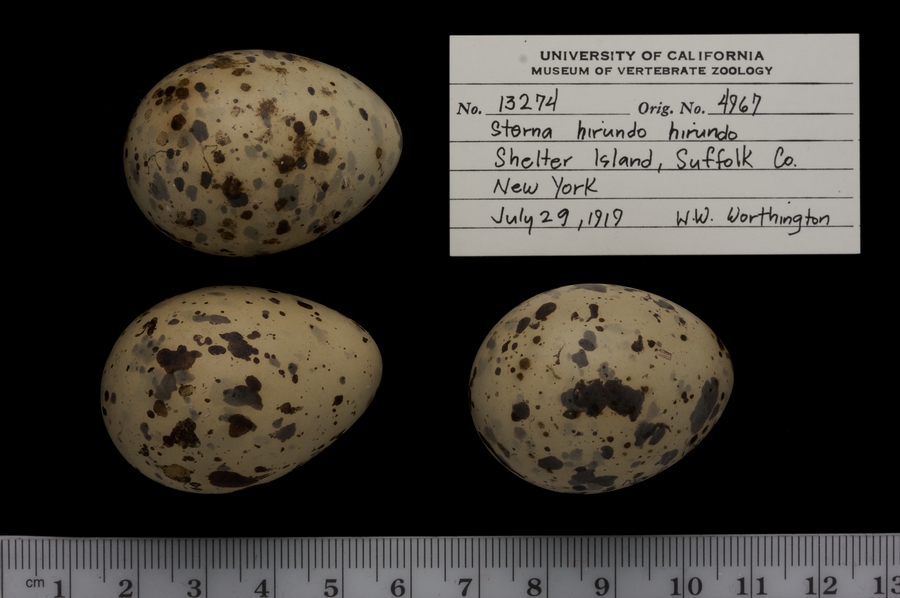 UNIVERSITY OF CALIFORNIA
MUSEUM OF VERTEBRATE ZOOLOGY
No. 13274 Orig. No. 4967
Sterna hirundo hirundo
Shelter Island, Suffolk Co.
New York
July 29, 1919 W.W. Worthington
cm 1 2 3 4 5 6 7 8 9 10 11 12 13